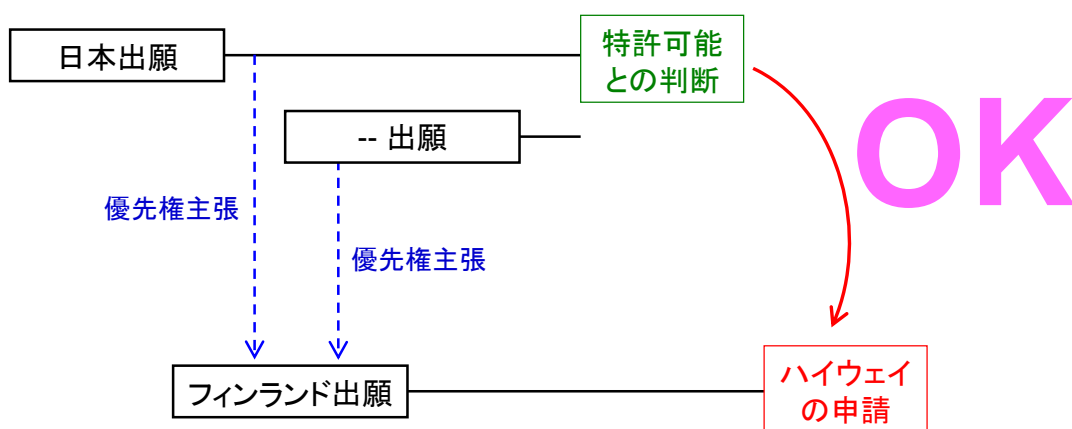 日本出願
特許可能
との判断
-- 出願
OK
優先権主張
優先権主張
フィンランド出願
ハイウェイ
の申請